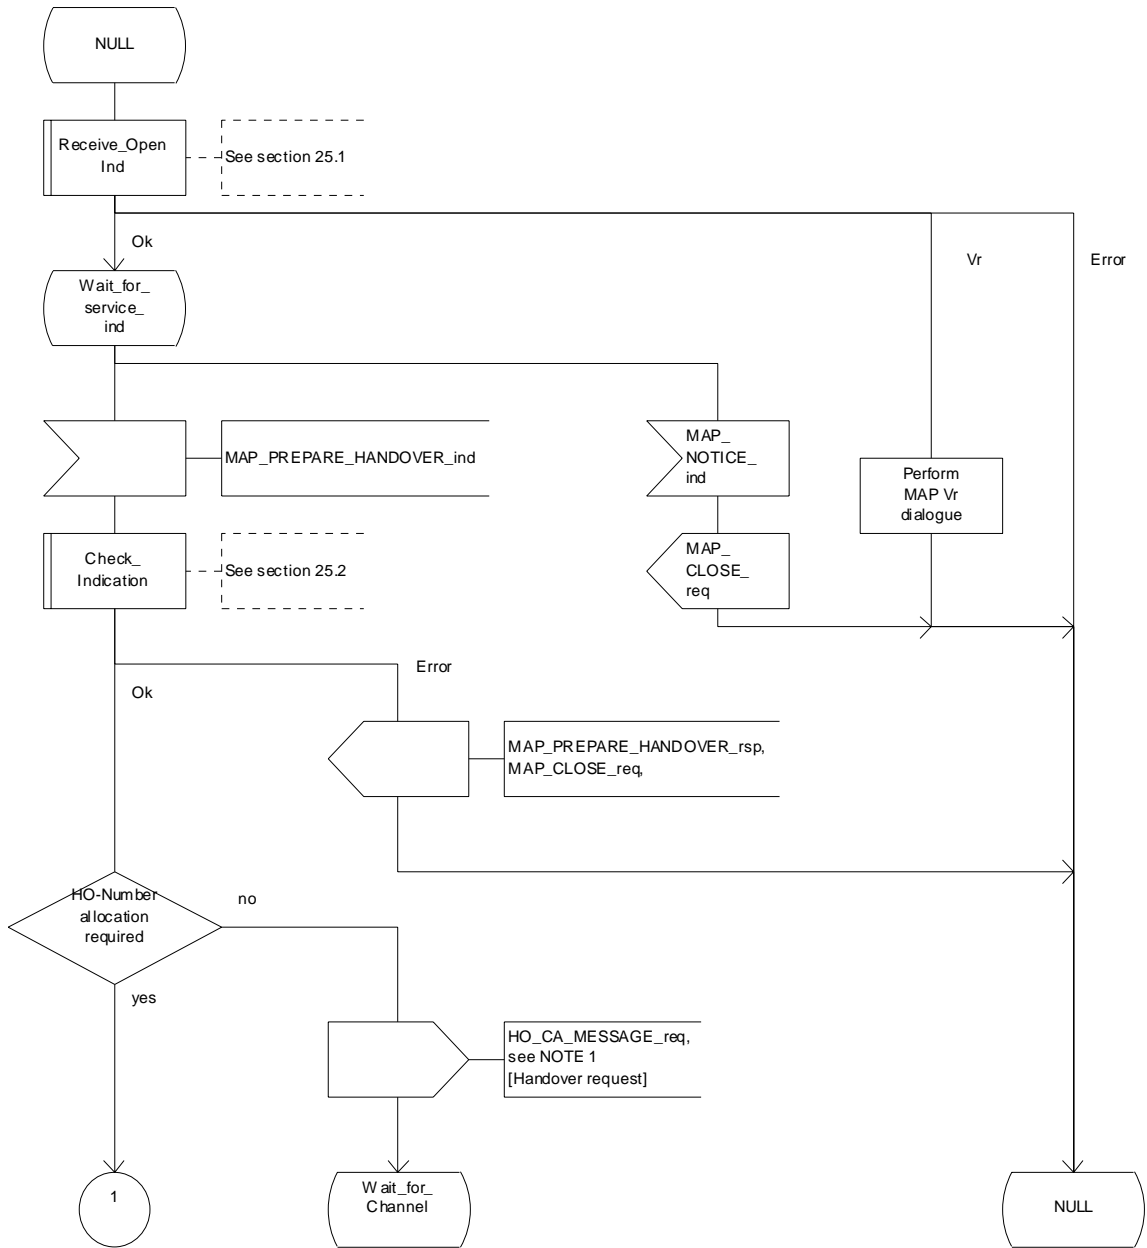 NULL
Receive_Open
Ind
See section 25.1
Ok
Vr
Error
Wait_for_
service_
ind
MAP_PREPARE_HANDOVER_ind
MAP_
NOTICE_
ind
Perform
MAP Vr
dialogue
Check_
Indication
See section 25.2
MAP_
CLOSE_
req
Error
Ok
MAP_PREPARE_HANDOVER_rsp,
MAP_CLOSE_req,
HO-Number
allocation
required
no
yes
HO_CA_MESSAGE_req,
see NOTE 1
[Handover request]
1
Wait_for_
Channel
NULL